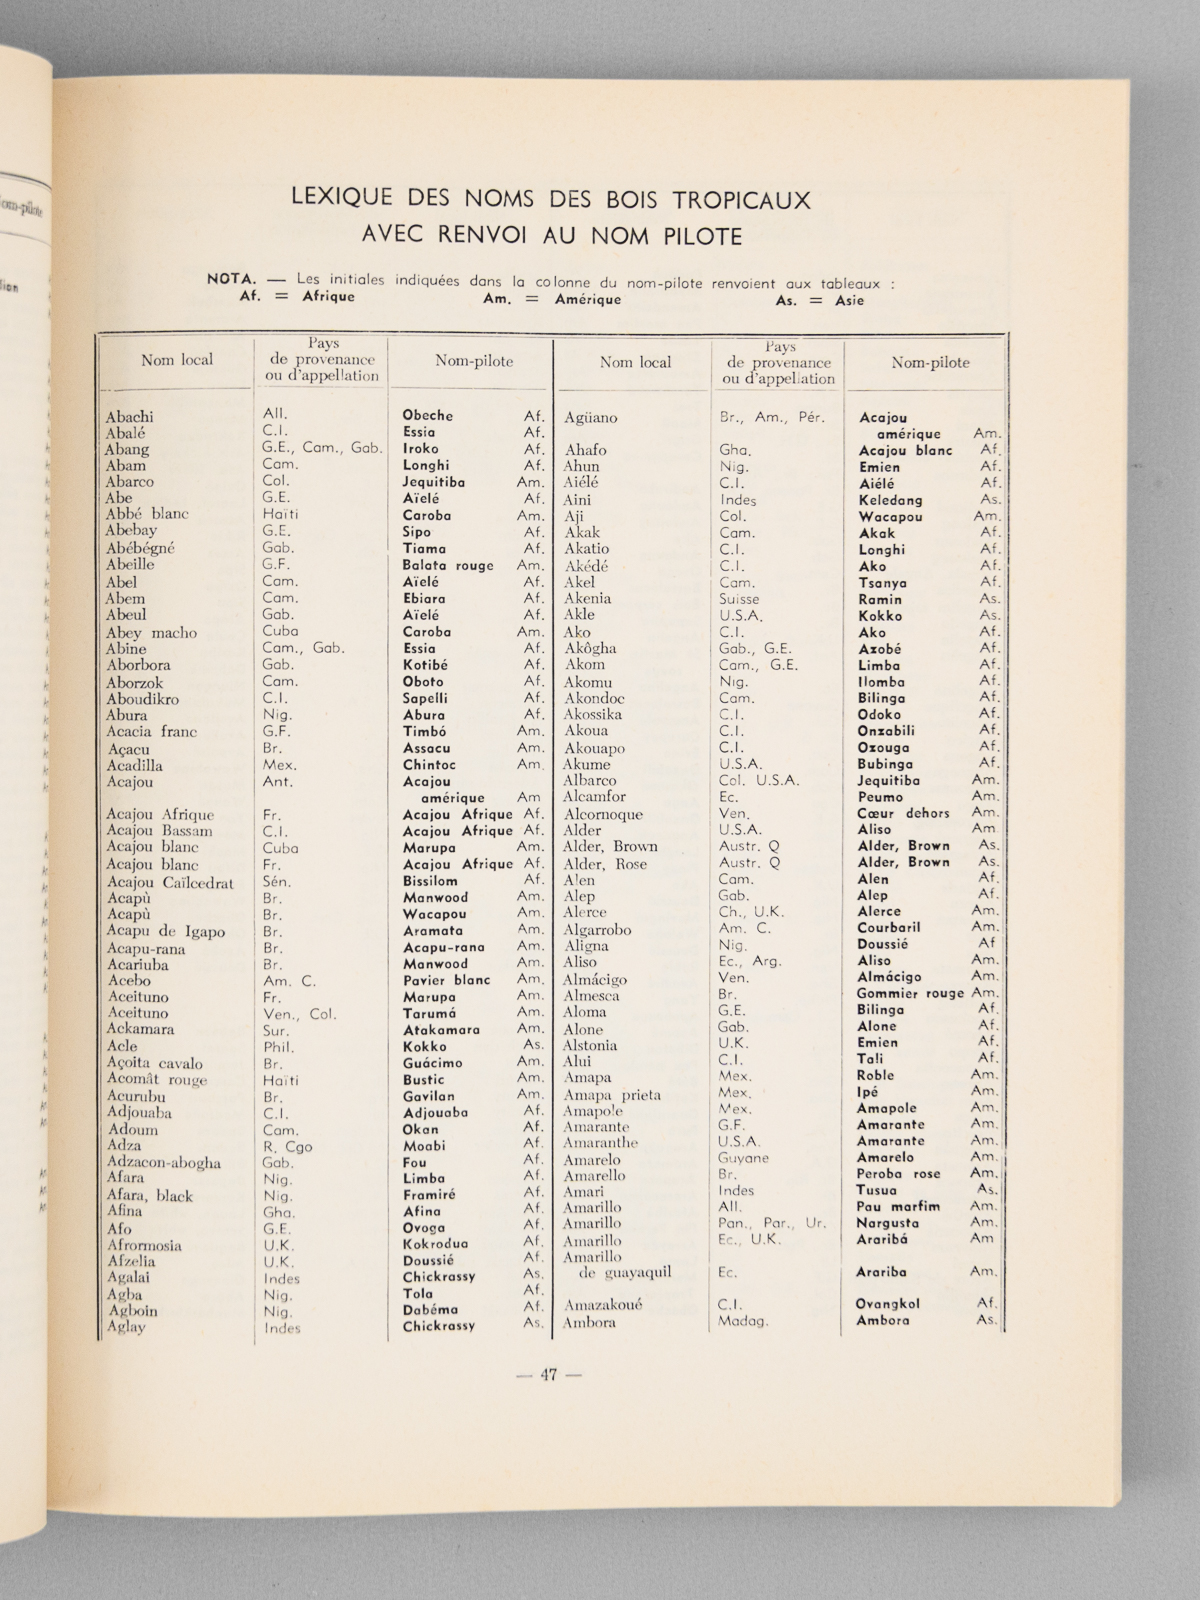 om-pilote
LEXIQUE DES NOMS DES BOIS TROPICAUX
AVEC RENVOI AU NOM PILOTE
NOTA. — Les initiales indiquées dans la colonne du nom-pilote renvoient aux tableaux :
Af. = Afrique Am. = Amérique As. = Asie
Nom local Pays de provenance ou d'appellation Nom-pilote
Abachi All. Obeche Af.
Abalé C.I. Essia Af.
Abang G.E., Cam., Gab. Iroko Af.
Abam Cam. Longhi Af.
Abarco Col. Jequitiba Am.
Abe G.E. Aïelé Af.
Abbé blanc Haïti Caroba Am.
Abebay G.E. Sipo Af.
Abébégné Gab. Tiama Af.
Abeille G.F. Balata rouge Am.
Abel Cam. Aïelé Af.
Abem Cam. Ebiara Af.
Abeul Gab. Aïelé Af.
Abey macho Cuba Caroba Am.
Abine Cam., Gab. Essia Af.
Aborbora Gab. Kotibé Af.
Aborzok Cam. Oboto Af.
Aboudikro C.I. Sapelli Af.
Abura Nig. Abura Af.
Acacia franc G.F. Timbó Am.
Açacu Br. Assacu Am.
Acadilla Mex. Chintoc Am.
Acajou Ant. Acajou
amérique Am
Acajou Afrique Fr. Acajou Afrique Af.
Acajou Bassam C.I. Acajou Afrique Af.
Acajou blanc Cuba Marupa Am.
Acajou blanc Fr. Acajou Afrique Af.
Acajou Caïlcedrat Sén. Bissilom Af.
Acapù Br. Manwood Am.
Acapù Br. Wacapou Am.
Acapu de Igapo Br. Aramata Am.
Acapu-rana Br. Acapu-rana Am.
Acariuba Br. Manwood Am.
Acebo Am. C. Pavier blanc Am.
Aceituno Fr. Marupa Am.
Aceituno Ven., Col. Tarumá Am.
Ackamara Sur. Atakamara Am.
Acle Phil. Kokko As.
Açoita cavalo Br. Guácimo Am.
Acomât rouge Haïti Bustic Am.
Acurubu Br. Gavilan Am.
Adjouaba C.I. Adjouaba Af.
Adoum Cam. Okan Af.
Adza R, Cgo Moabi Af.
Adzacon-abogha Gab. Fou Af.
Afara Nig. Limba Af.
Afara, black Nig. Framiré Af.
Afina Gha. Afina Af.
Afo G.E. Ovoga Af.
Afrormosia U.K. Kokrodua Af.
Afzelia U.K. Doussié Af.
Agalai Indes Chickrassy As.
Agba Nig. Tola Af.
Agboin Nig. Dabéma Af.
Aglay Indes Chickrassy As.
Nom local Pays de provenance ou d'appellation Nom-pilote
Agüano Br., Am., Pér. Acajou
amérique Am.
Ahafo Gha. Acajou blanc Af.
Ahun Nig. Emien Af.
Aiélé C.I. Aiélé Af.
Aini Indes Keledang As.
Aji Col. Wacapou Am.
Akak Cam. Akak Af.
Akatio C.I. Longhi Af.
Akédé C.I. Ako Af.
Akel Cam. Tsanya Af.
Akenia Suisse Ramin As.
Akle U.S.A. Kokko As.
Ako C.I. Ako Af.
Akôgha Gab., G.E. Azobé Af.
Akom Cam., G.E. Limba Af.
Akomu Nig. Ilomba Af.
Akondoc Cam. Bilinga Af.
Akossika C.I. Odoko Af.
Akoua C.I. Onzabili Af.
Akouapo C.I. Ozouga Af.
Akume U.S.A. Bubinga Af.
Albarco Col. U.S.A. Jequitiba Am.
Alcamfor Ec. Peumo Am.
Alcornoque Ven. Cœur dehors Am.
Alder U.S.A. Aliso Am
Alder, Brown Austr. Q Alder, Brown As.
Alder, Rose Austr. Q Alder, Brown As.
Alen Cam. Alen Af.
Alep Gab. Alep Af.
Alerce Ch., U.K. Alerce Am.
Algarrobo Am. C. Courbaril Am.
Aligna Nig. Doussié Af
Aliso Ec., Arg. Aliso Am.
Almácigo Ven. Almácigo Am.
Almesca Br. Gommier rouge Am.
Aloma G.E. Bilinga Af.
Alone Gab. Alone Af.
Alstonia U.K. Emien Af.
Alui C.I. Tali Af.
Amapa Mex. Roble Am.
Amapa prieta Mex. Ipé Am.
Amapole Mex. Amapole Am.
Amarante G.F. Amarante Am.
Amaranthe U.S.A. Amarante Am.
Amarelo Guyane Amarelo Am.
Amarello Br. Peroba rose Am.
Amari Indes Tusua As.
Amarillo All. Pau marfim Am.
Amarillo Pan., Par., Ur. Nargusta Am.
Amarillo Ec., U.K. Araribá Am
Amarillo
de guayaquil Ec. Arariba Am.
Amazakoué C.I. Ovangkol Af.
Ambora Madag. Ambora As.
— 47 —